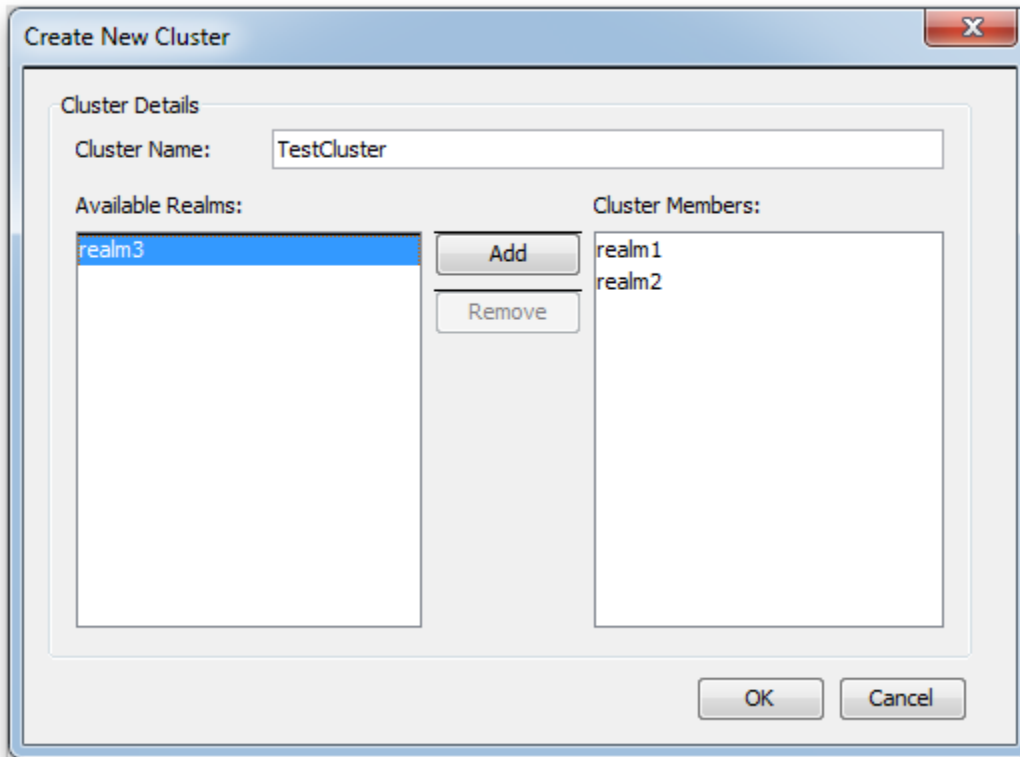 Create New Cluster
Cluster Details
Cluster Name: TestCluster
Available Realms:
realm3
Add
Remove
Cluster Members:
realm1
realm2
OK
Cancel